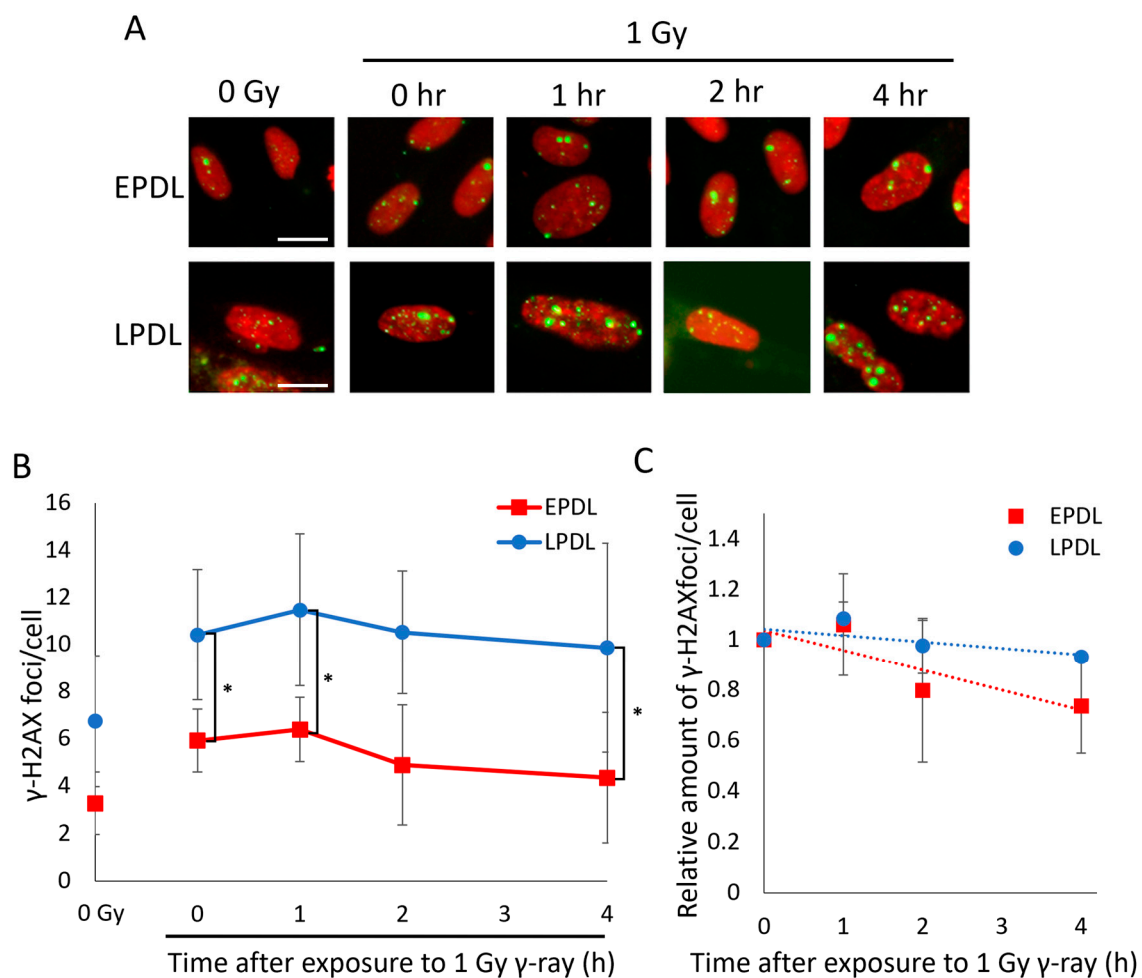 A
1 Gy
0 Gy
0 hr
1 hr
2 hr
4 hr
EPDL
LPDL
B
γ-H2AX foci/cell
16
14
12
10
8
6
4
2
0
EPDL
LPDL
*
*
*
0 Gy
0
1
2
3
4
Time after exposure to 1 Gy γ-ray (h)
C
Relative amount of γ-H2AXfoci/cell
1.4
1.2
1
0.8
0.6
0.4
0.2
0
EPDL
LPDL
0
1
2
3
4
Time after exposure to 1 Gy γ-ray (h)